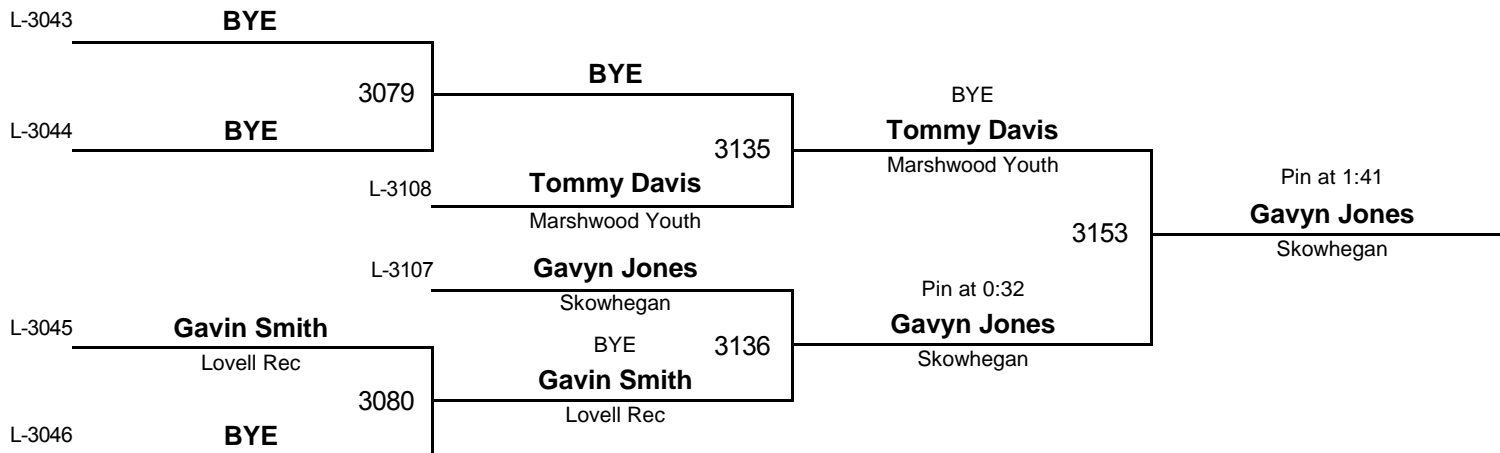 L-3043
BYE
3079
BYE
BYE
L-3044
BYE
3135
Tommy Davis
Marshwood Youth
L-3108
Tommy Davis
Marshwood Youth
Pin at 1:41
Gavyn Jones
Skowhegan
3153
L-3107
Gavyn Jones
Skowhegan
Pin at 0:32
Gavyn Jones
Skowhegan
L-3045
Gavin Smith
Lovell Rec
BYE
3136
Gavin Smith
Lovell Rec
3080
L-3046
BYE